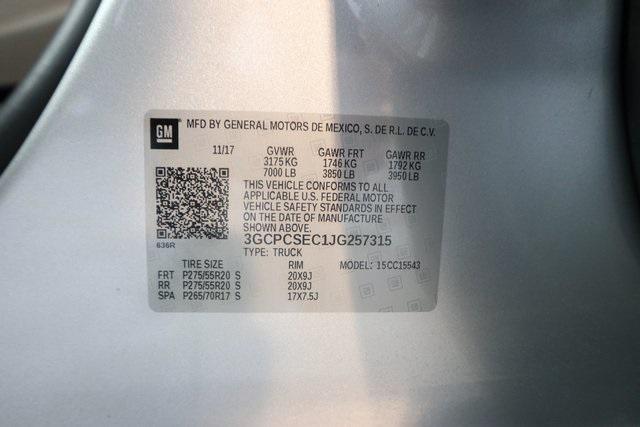 GM
MFD BY GENERAL MOTORS DE MEXICO, S. DE R.L. DE C.V.
11/17 GVWR GAWR FRT GAWR RR
3175 KG 1746 KG 1792 KG
7000 LB 3850 LB 3950 LB
THIS VEHICLE CONFORMS TO ALL
APPLICABLE U.S. FEDERAL MOTOR
VEHICLE SAFETY STANDARDS IN EFFECT
ON THE DATE OF MANUFACTURE
SHOWN ABOVE.
636R 3GCPCSEC1JG257315
TYPE: TRUCK
TIRE SIZE RIM MODEL: 15CC15543
FRT P275/55R20 S 20X9J
RR P275/55R20 S 20X9J
SPA P265/70R17 S 17X7.5J